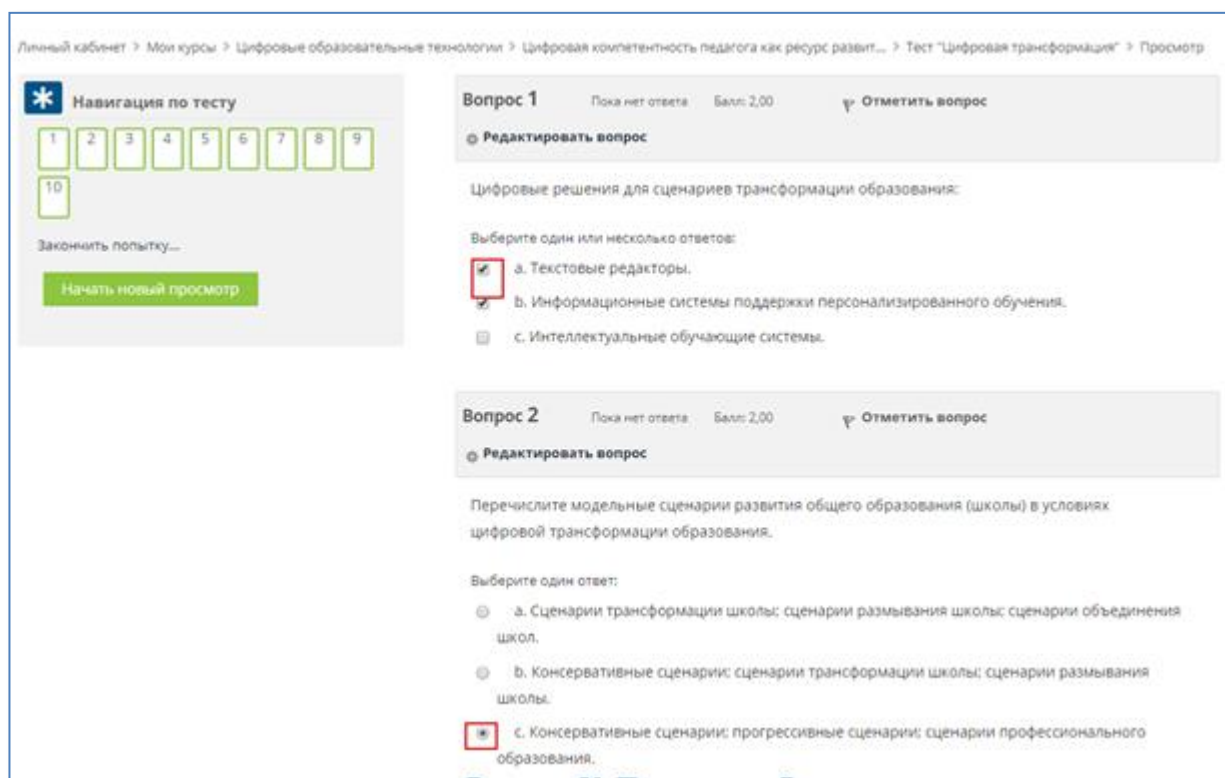 Личный кабинет > Мои курсы > Цифровые образовательные технологии > Цифровая компетентность педагога как ресурс развит... > Тест "Цифровая трансформация" > Просмотр
Навигация по тесту
1 2 3 4 5 6 7 8 9
10
Закончить попытку...
Начать новый просмотр
Вопрос 1 Пока нет ответа Балл: 2,00 Отметить вопрос
Редактировать вопрос
Цифровые решения для сценариев трансформации образования:
Выберите один или несколько ответов:
a. Текстовые редакторы.
b. Информационные системы поддержки персонализированного обучения.
c. Интеллектуальные обучающие системы.
Вопрос 2 Пока нет ответа Балл: 2,00 Отметить вопрос
Редактировать вопрос
Перечислите модельные сценарии развития общего образования (школы) в условиях
цифровой трансформации образования.
Выберите один ответ:
a. Сценарии трансформации школы; сценарии размывания школы; сценарии объединения
школ.
b. Консервативные сценарии; сценарии трансформации школы; сценарии размывания
школы.
c. Консервативные сценарии; прогрессивные сценарии; сценарии профессионального
образования.